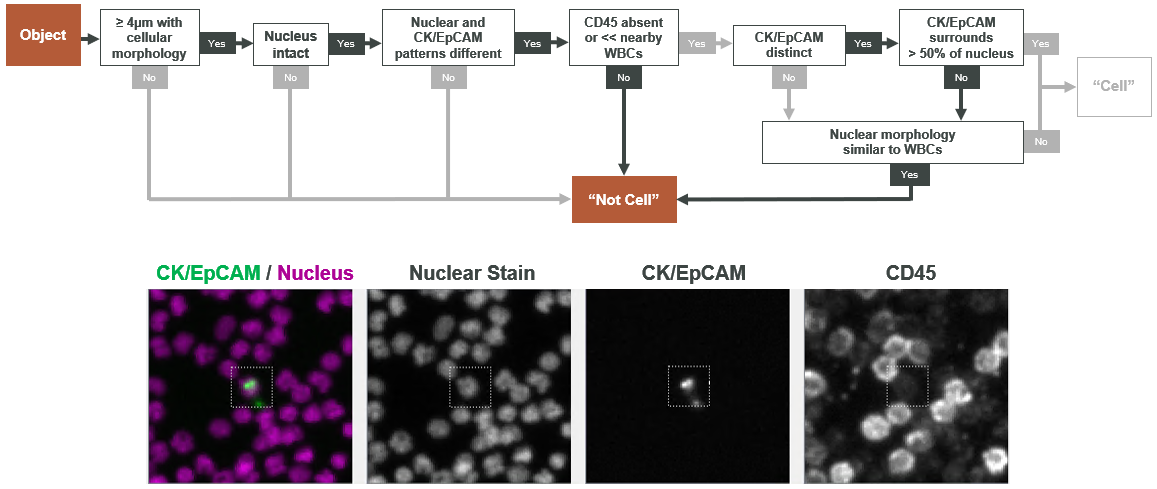 Object
≥ 4μm with
cellular
morphology
Yes
No
Nucleus
intact
Yes
No
Nuclear and
CK/EpCAM
patterns different
Yes
No
CD45 absent
or << nearby
WBCs
Yes
No
CK/EpCAM
distinct
Yes
No
CK/EpCAM
surrounds
> 50% of nucleus
Yes
No
“Cell”
Nuclear morphology
similar to WBCs
No
Yes
“Not Cell”
CK/EpCAM / Nucleus
Nuclear Stain
CK/EpCAM
CD45